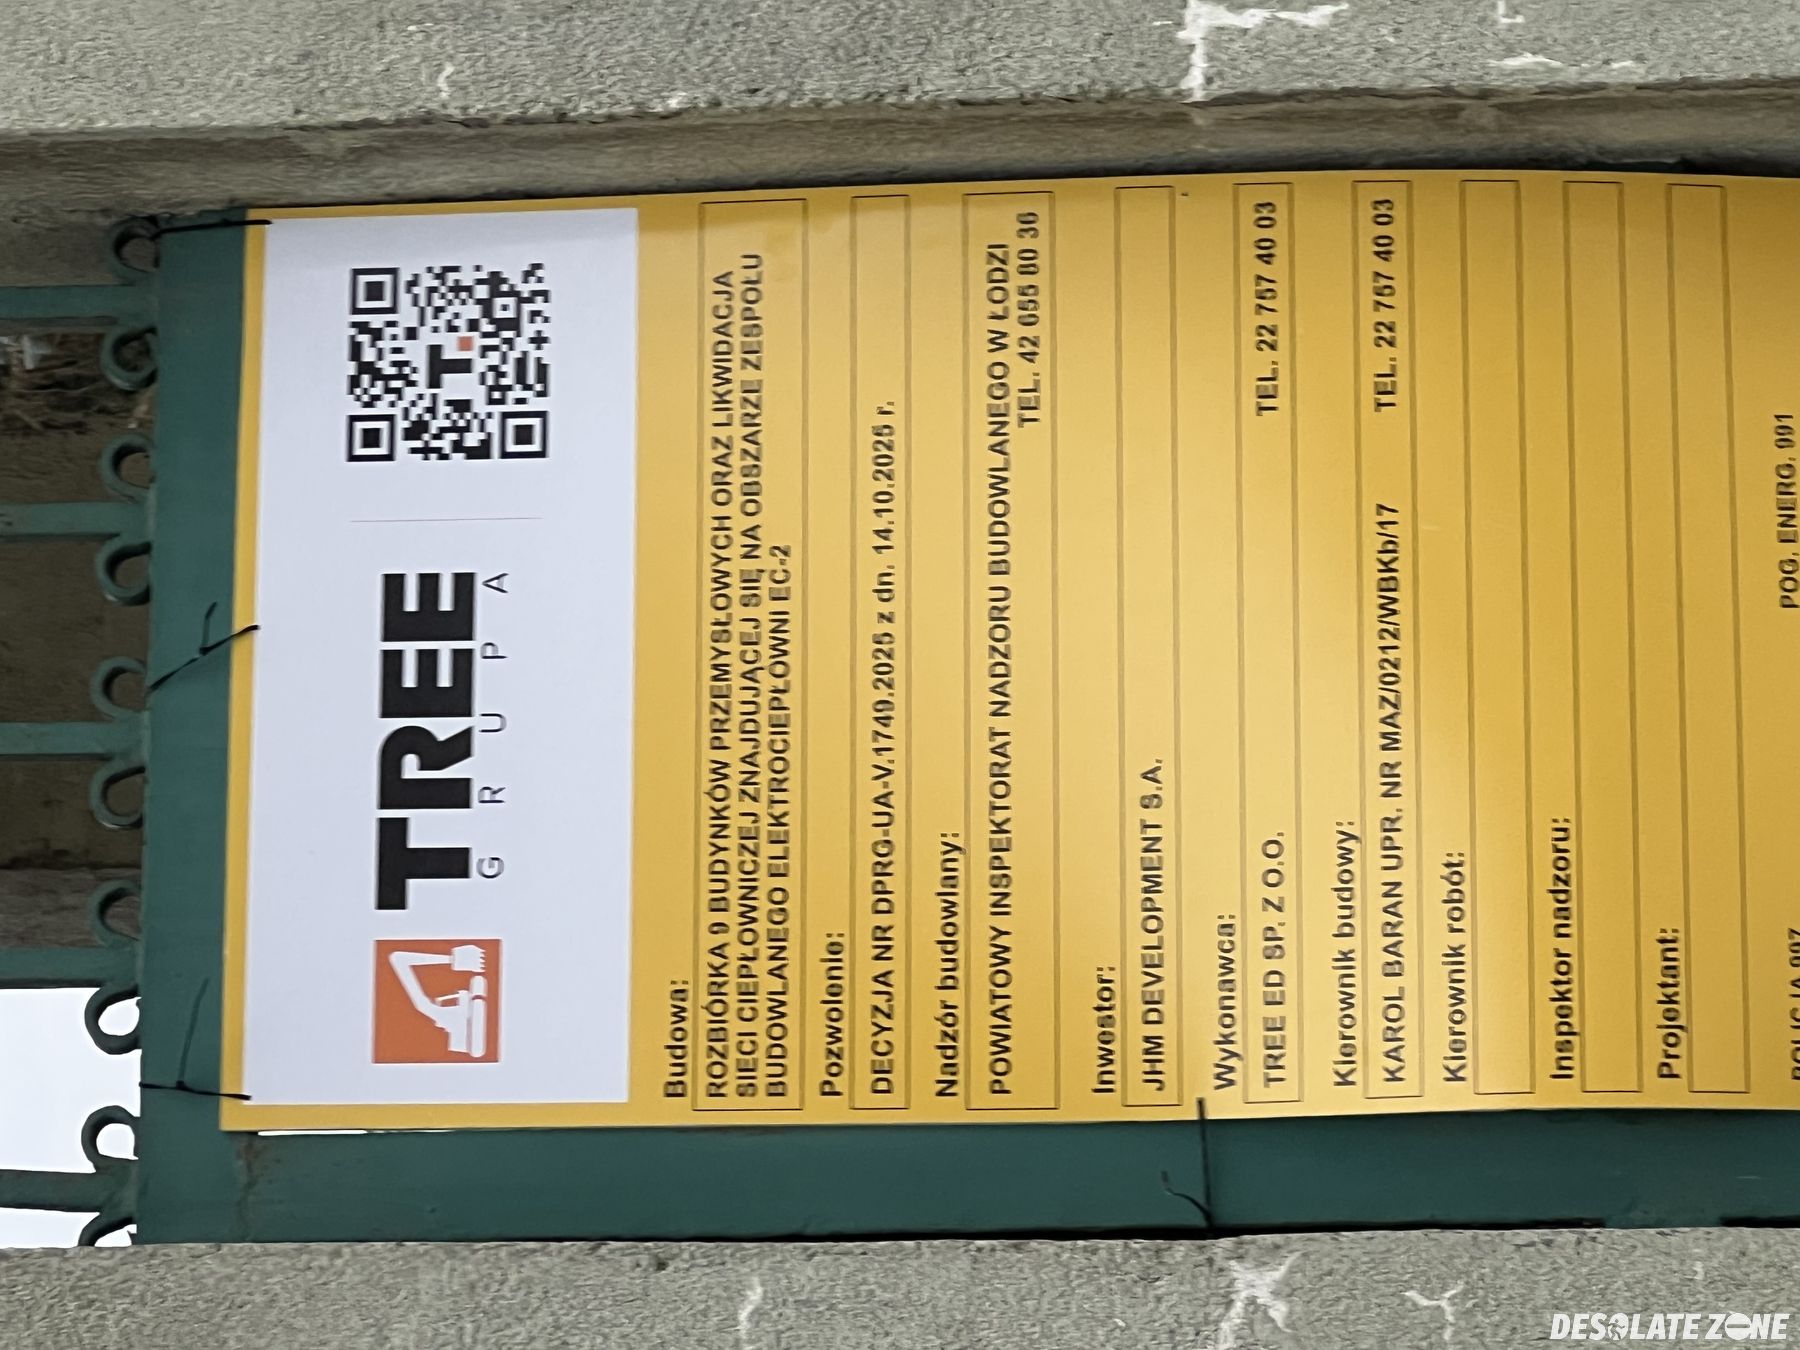 TREE
GRUPA
T.
Budowa:
ROZBIÓRKA 9 BUDYNKÓW PRZEMYSŁOWYCH ORAZ LIKWIDACJA
SIECI CIEPŁOWNICZEJ ZNAJDUJĄCEJ SIĘ NA OBSZARZE ZESPOŁU
BUDOWLANEGO ELEKTROCIEPŁOWNI EC-2
Pozwolenie:
DECYZJA NR DPRG-UA-V.1749.2025 z dn. 14.10.2025 r.
Nadzór budowlany:
POWIATOWY INSPEKTORAT NADZORU BUDOWLANEGO W ŁODZI
TEL. 42 655 80 36
Inwestor:
JHM DEVELOPMENT S.A.
Wykonawca:
TREE ED SP. Z O.O. TEL. 22 757 40 03
Kierownik budowy:
KAROL BARAN UPR. NR MAZ/0212/WBKb/17 TEL. 22 757 40 03
Kierownik robót:
Inspektor nadzoru:
Projektant:
POLICJA 997 POG. ENERG. 991
DESOLATE ZONE